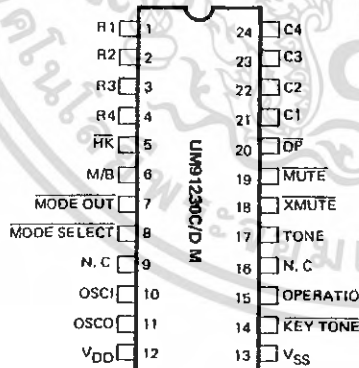 R1 1
R2 2
R3 3
R4 4
HK 5
M/B 6
MODE OUT 7
MODE SELECT 8
N.C 9
OSCI 10
OSCO 11
VDD 12
UM91230C/D M
24 C4
23 C3
22 C2
21 C1
20 DP
19 MUTE
18 XMUTE
17 TONE
16 N.C
15 OPERATIO
14 KEY TONE
13 VSS